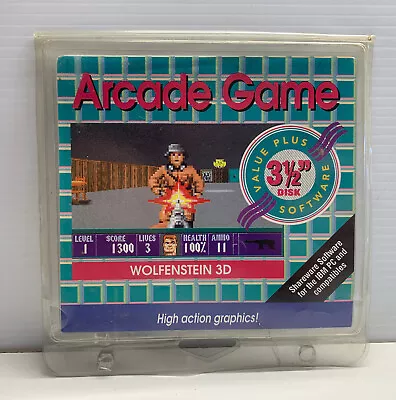 Arcade Game
VALUE PLUS
3½"
DISK
SOFTWARE
LEVEL SCORE LIVES HEALTH AMMO
1 1300 3 100% 11
WOLFENSTEIN 3D
Shareware Software
for the IBM PC and
compatibles
High action graphics!